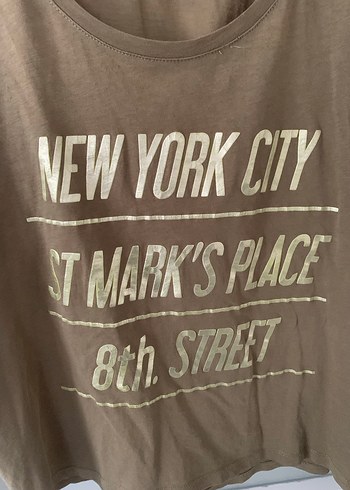 NEW YORK CITY
ST MARK'S PLACE
8th. STREET